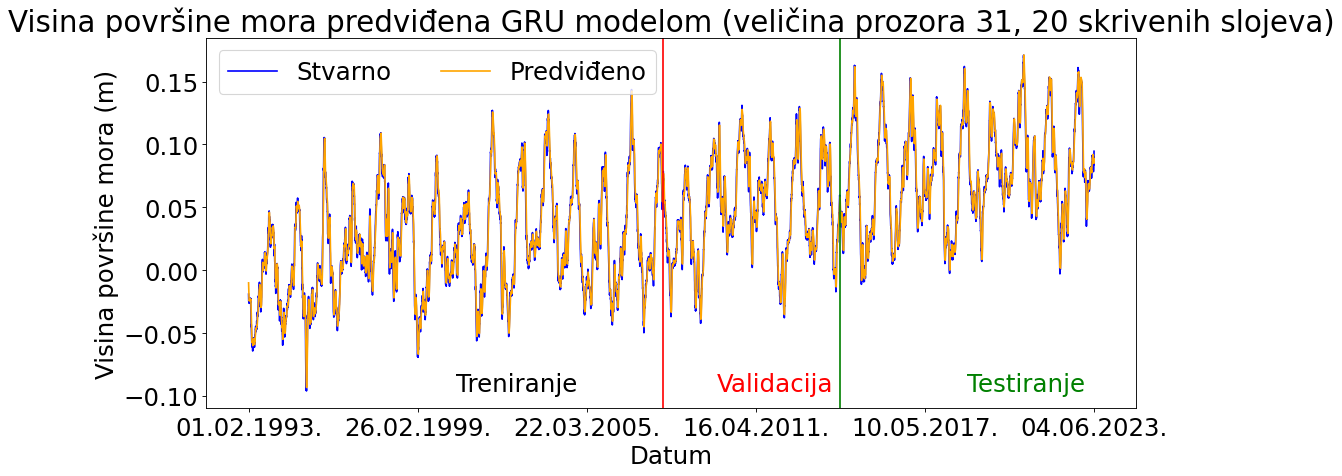 Visina površine mora predviđena GRU modelom (veličina prozora 31, 20 skrivenih slojeva)
Stvarno Predviđeno
Visina površine mora (m)
0.15
0.10
0.05
0.00
−0.05
−0.10
Treniranje Validacija Testiranje
01.02.1993. 26.02.1999. 22.03.2005. 16.04.2011. 10.05.2017. 04.06.2023.
Datum